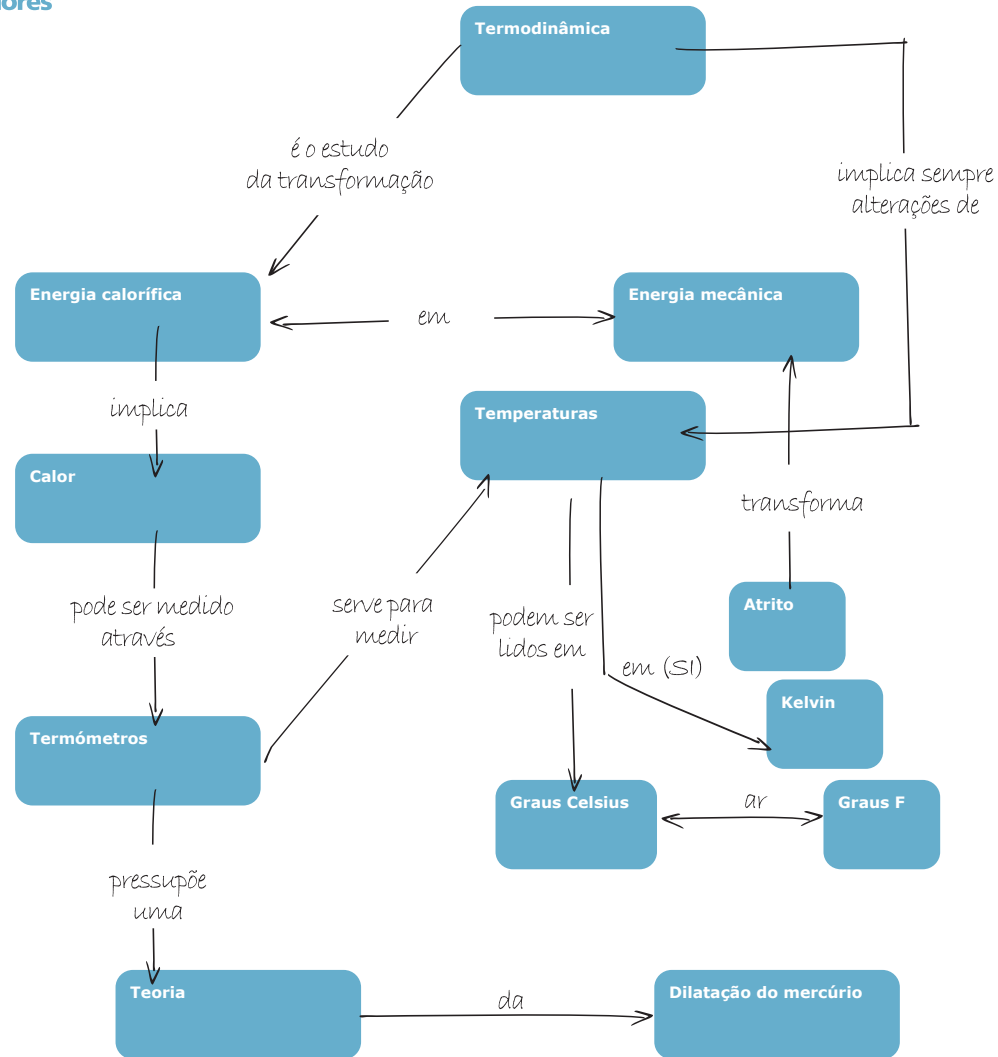 Termodinâmica
é o estudo
da transformação
implica sempre
alterações de
Energia calorífica
em
Energia mecânica
implica
Temperaturas
Calor
transforma
pode ser medido
através
serve para
medir
podem ser
lidos em
Atrito
em (SI)
Kelvin
Termómetros
Graus Celsius
ar
Graus F
pressupõe
uma
Teoria
da
Dilatação do mercúrio